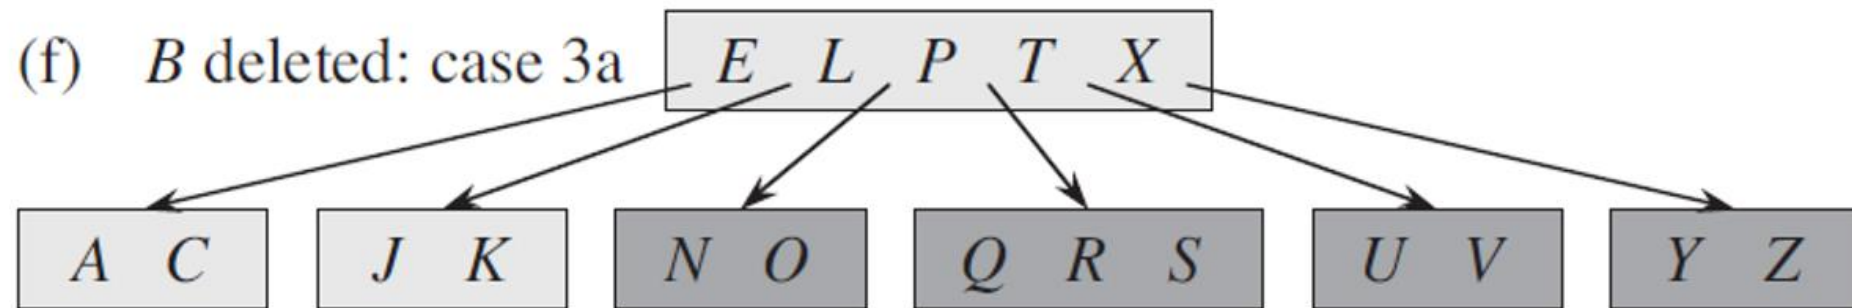 (f) B deleted: case 3a E L P T X
A C J K N O Q R S U V Y Z